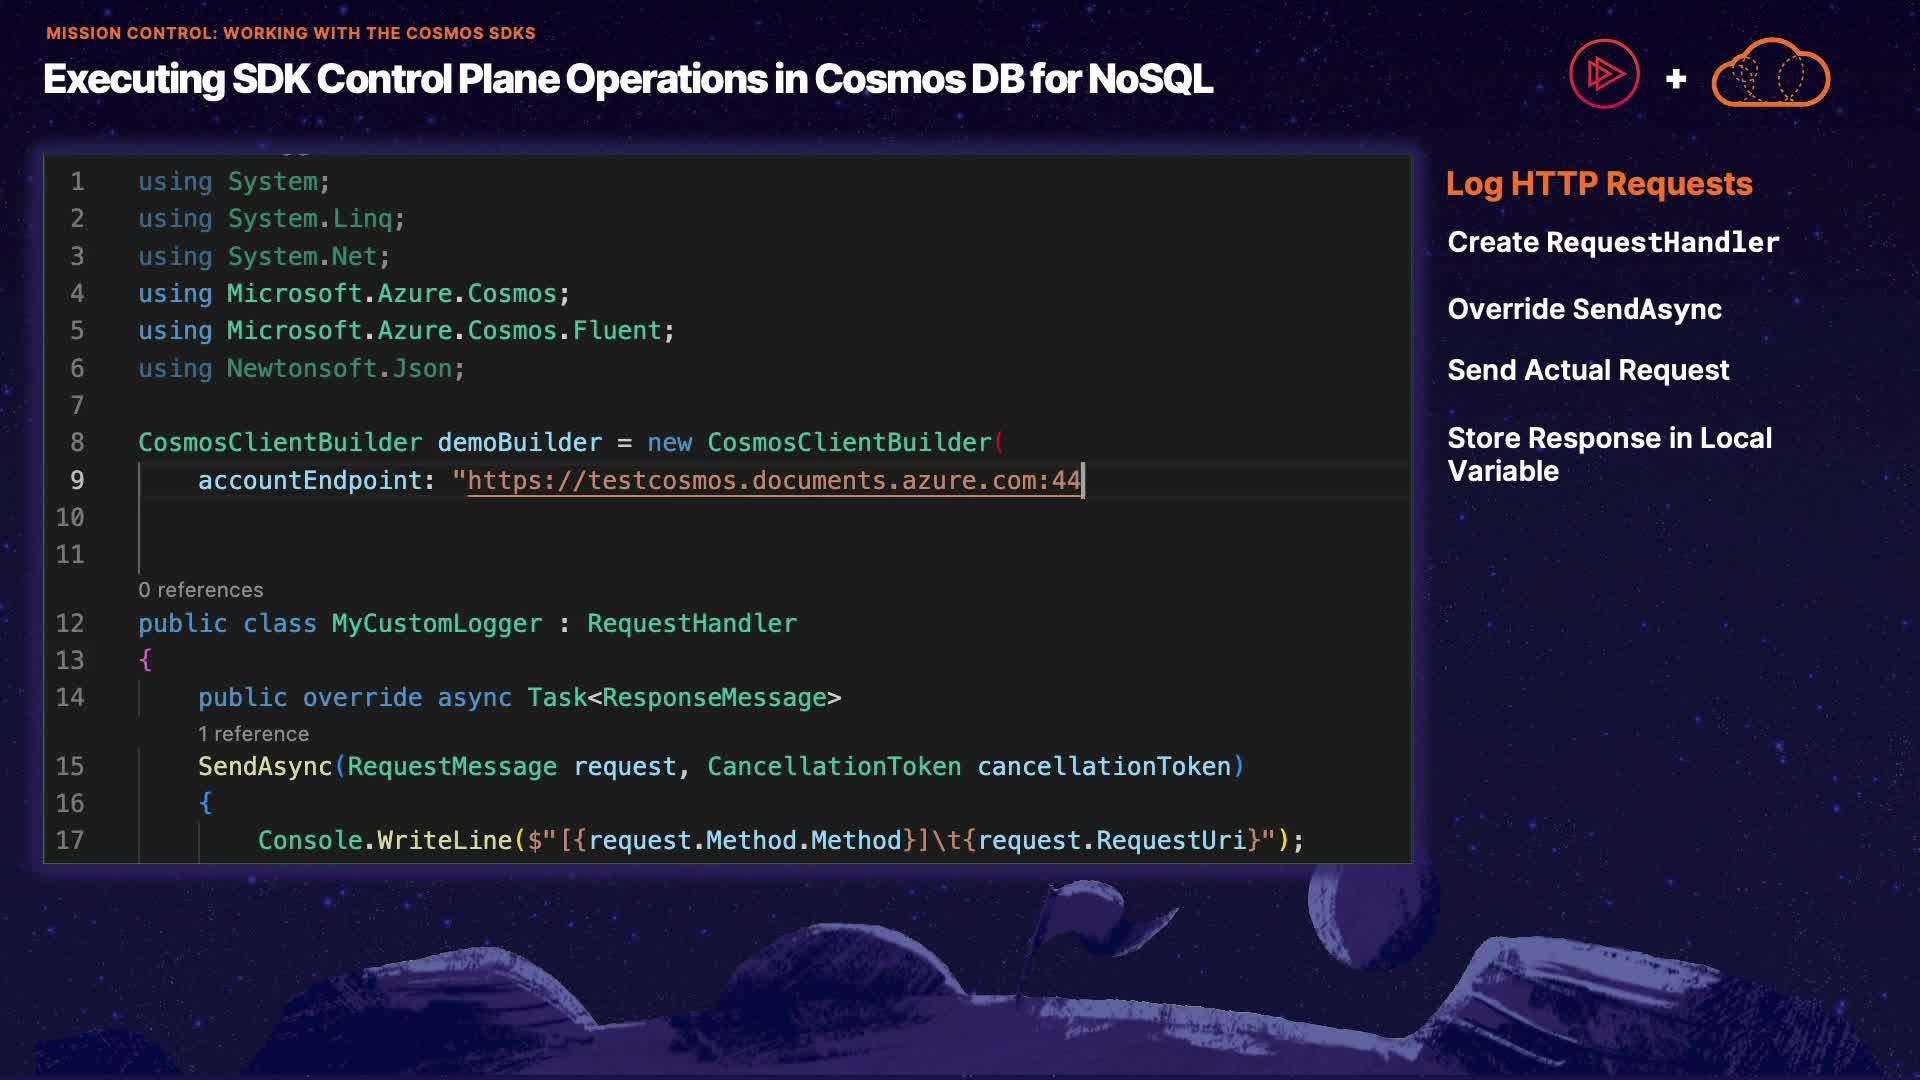 MISSION CONTROL: WORKING WITH THE COSMOS SDKS
Executing SDK Control Plane Operations in Cosmos DB for NoSQL
+
1 using System;
2 using System.Linq;
3 using System.Net;
4 using Microsoft.Azure.Cosmos;
5 using Microsoft.Azure.Cosmos.Fluent;
6 using Newtonsoft.Json;
7
8 CosmosClientBuilder demoBuilder = new CosmosClientBuilder(
9 accountEndpoint: "https://testcosmos.documents.azure.com:44
10
11
0 references
12 public class MyCustomLogger : RequestHandler
13 {
14 public override async Task<ResponseMessage>
1 reference
15 SendAsync(RequestMessage request, CancellationToken cancellationToken)
16 {
17 Console.WriteLine($"[{request.Method.Method}]\t{request.RequestUri}");
Log HTTP Requests
Create RequestHandler
Override SendAsync
Send Actual Request
Store Response in Local
Variable